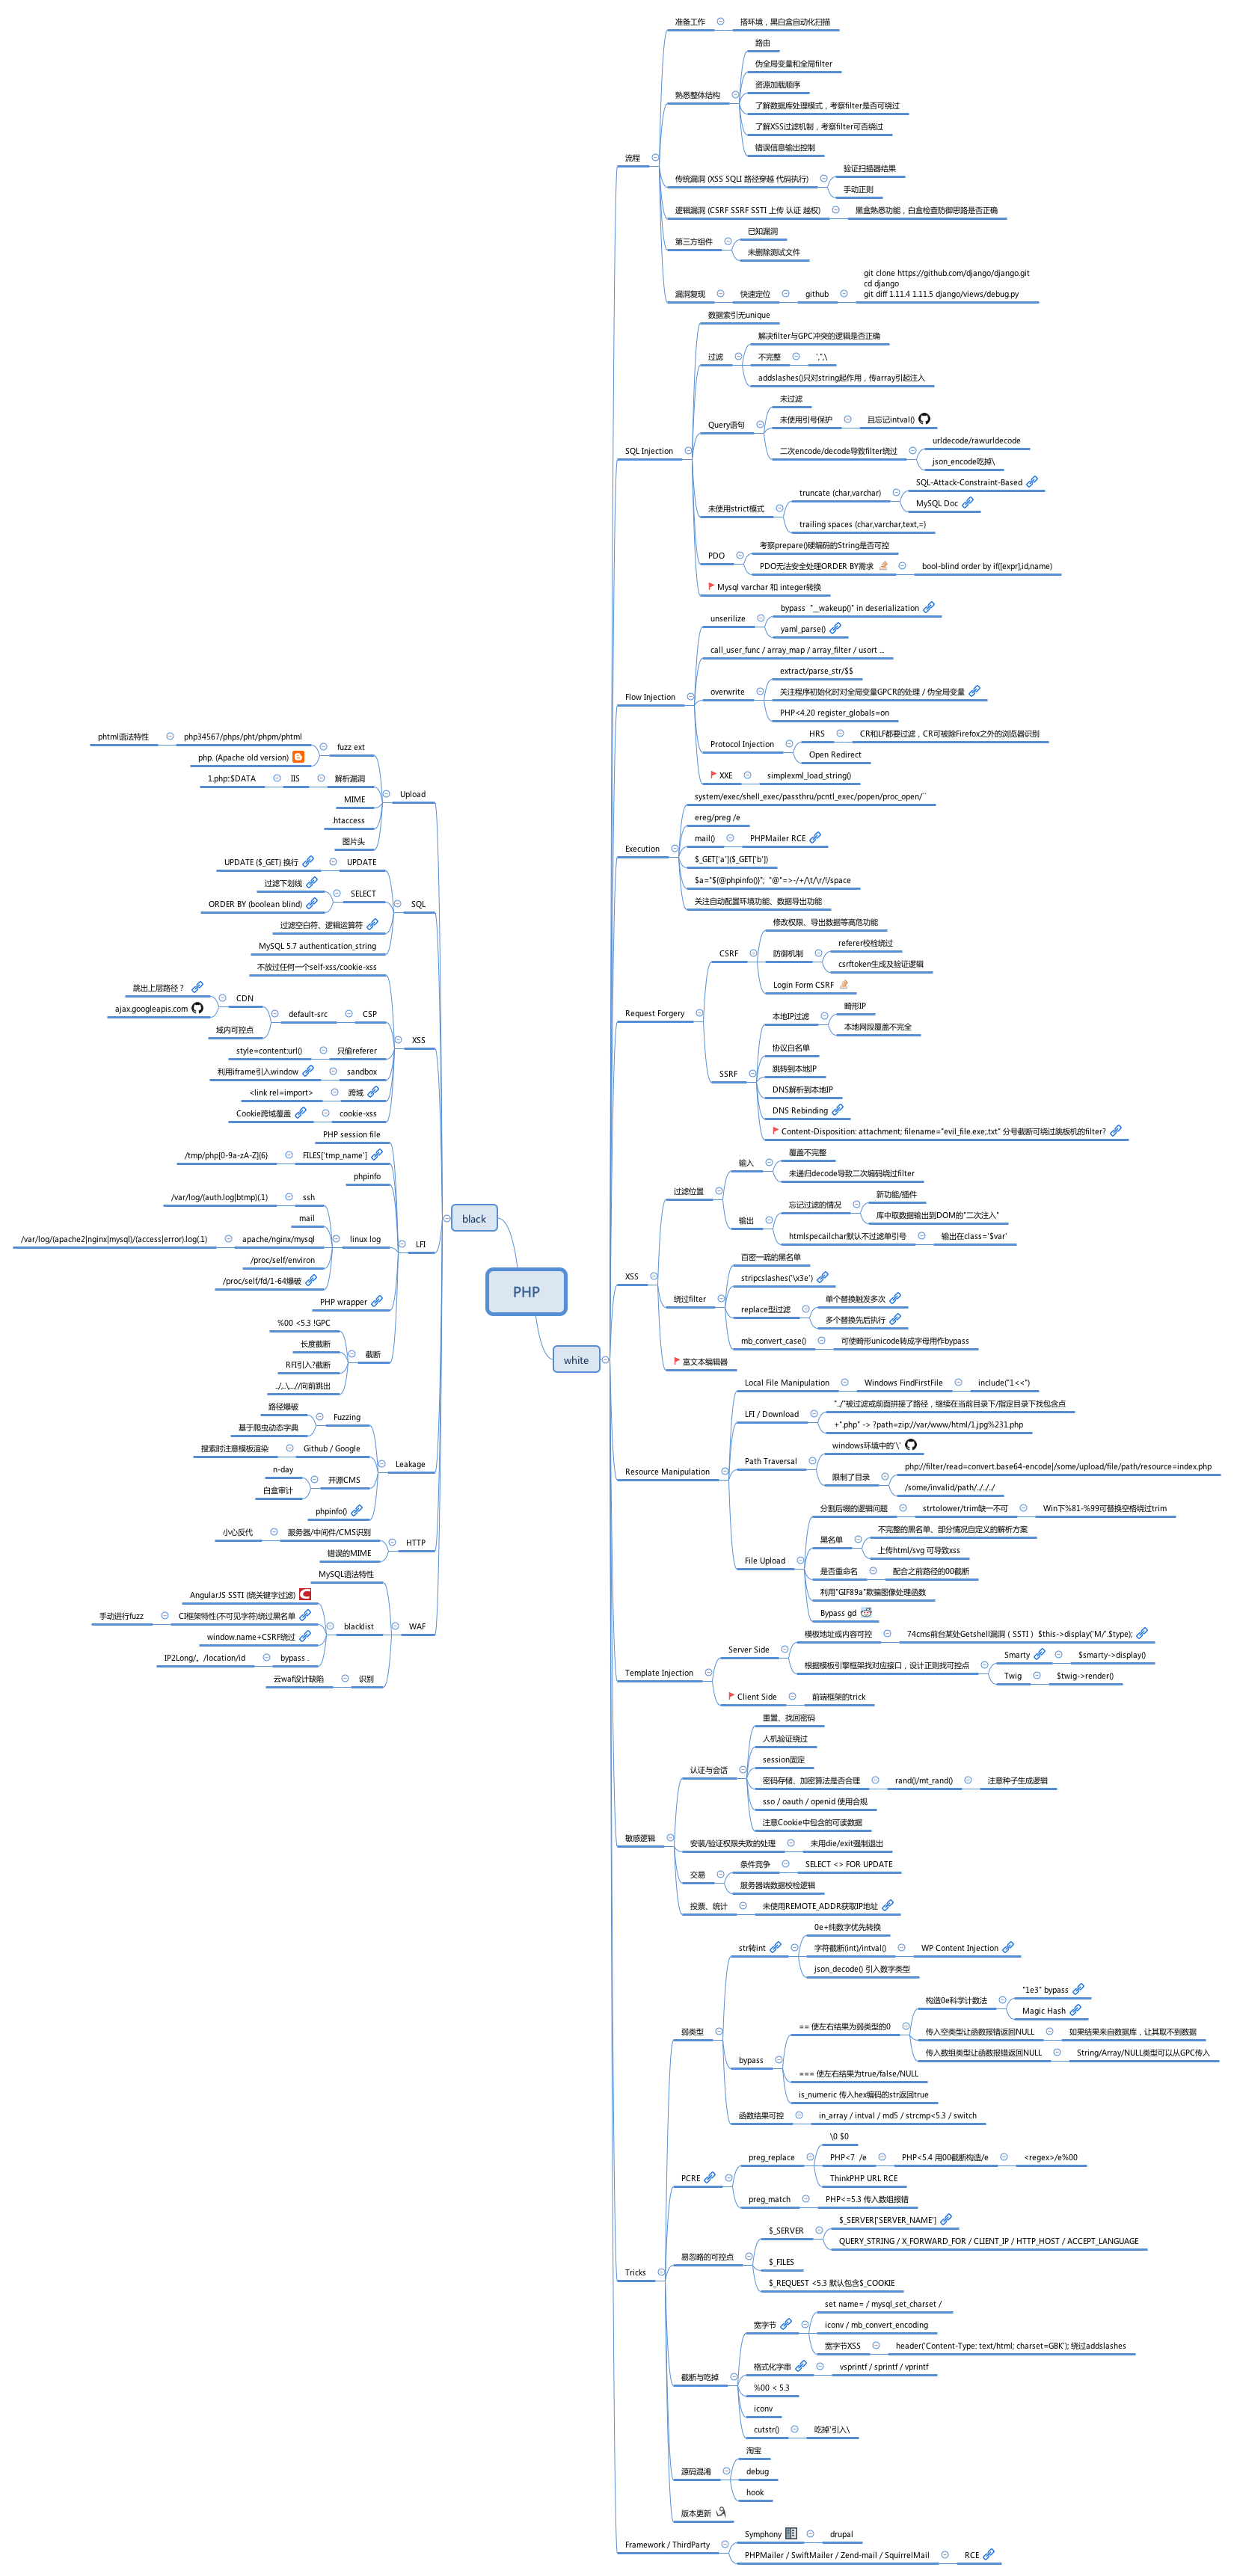 准备工作
搭环境，黑白盒自动化扫描
路由
伪全局变量和全局filter
资源加载顺序
熟悉整体结构
了解数据库处理模式，考察filter是否可绕过
了解XSS过滤机制，考察filter可否绕过
错误信息输出控制
流程
传统漏洞 (XSS SQLI 路径穿越 代码执行)
验证扫描器结果
手动正则
逻辑漏洞 (CSRF SSRF SSTI 上传 认证 越权)
黑盒熟悉功能，白盒检查防御思路是否正确
第三方组件
已知漏洞
未删除测试文件
漏洞复现
快速定位
github
git clone https://github.com/django/django.git
cd django
git diff 1.11.4 1.11.5 django/views/debug.py
SQL Injection
数据索引无unique
过滤
解决filter与GPC冲突的逻辑是否正确
不完整
',",\
addslashes()只对string起作用，传array引起注入
Query语句
未过滤
未使用引号保护
且忘记intval()
二次encode/decode导致filter绕过
urldecode/rawurldecode
json_encode吃掉\
未使用strict模式
truncate (char,varchar)
SQL-Attack-Constraint-Based
MySQL Doc
trailing spaces (char,varchar,text,=)
PDO
考察prepare()硬编码的String是否可控
PDO无法安全处理ORDER BY需求
bool-blind order by if([expr],id,name)
Mysql varchar 和 integer转换
Flow Injection
unserilize
bypass "__wakeup()" in deserialization
yaml_parse()
call_user_func / array_map / array_filter / usort ...
overwrite
extract/parse_str/$$
关注程序初始化时对全局变量GPCR的处理 / 伪全局变量
PHP<4.20 register_globals=on
Protocol Injection
HRS
CR和LF都要过滤，CR可被除Firefox之外的浏览器识别
Open Redirect
XXE
simplexml_load_string()
Execution
system/exec/shell_exec/passthru/pcntl_exec/popen/proc_open/``
ereg/preg /e
mail()
PHPMailer RCE
$_GET['a']($_GET['b'])
$a="${@phpinfo()}"; "@"=>-/+/\t/\r/!/space
关注自动配置环境功能、数据导出功能
Request Forgery
CSRF
修改权限、导出数据等高危功能
防御机制
referer校检绕过
csrftoken生成及验证逻辑
Login Form CSRF
SSRF
本地IP过滤
畸形IP
本地网段覆盖不完全
协议白名单
跳转到本地IP
DNS解析到本地IP
DNS Rebinding
Content-Disposition: attachment; filename="evil_file.exe;.txt" 分号截断可绕过跳板机的filter?
XSS
过滤位置
输入
覆盖不完整
未递归decode导致二次编码绕过filter
输出
忘记过滤的情况
新功能/插件
库中取数据输出到DOM的"二次注入"
htmlspecailchar默认不过滤单引号
输出在class='$var'
绕过filter
百密一疏的黑名单
stripcslashes('\x3e')
replace型过滤
单个替换触发多次
多个替换先后执行
mb_convert_case()
可使畸形unicode转成字母用作bypass
富文本编辑器
Resource Manipulation
Local File Manipulation
Windows FindFirstFile
include("1<<")
LFI / Download
"../"被过滤或前面拼接了路径，继续在当前目录下/指定目录下找包含点
+".php" -> ?path=zip://var/www/html/1.jpg%231.php
Path Traversal
windows环境中的'\'
限制了目录
php://filter/read=convert.base64-encode|/some/upload/file/path/resource=index.php
/some/invalid/path/../../../
File Upload
分割后缀的逻辑问题
strtolower/trim缺一不可
Win下%81-%99可替换空格绕过trim
黑名单
不完整的黑名单、部分情况自定义的解析方案
上传html/svg 可导致xss
是否重命名
配合之前路径的00截断
利用"GIF89a"欺骗图像处理函数
Bypass gd
Template Injection
Server Side
模板地址或内容可控
74cms前台某处Getshell漏洞（SSTI）$this->display('M/'.$type);
根据模板引擎框架找对应接口，设计正则找可控点
Smarty
$smarty->display()
Twig
$twig->render()
Client Side
前端框架的trick
敏感逻辑
认证与会话
重置、找回密码
人机验证绕过
session固定
密码存储、加密算法是否合理
rand()/mt_rand()
注意种子生成逻辑
sso / oauth / openid 使用合规
注意Cookie中包含的可读数据
安装/验证权限失败的处理
未用die/exit强制退出
交易
条件竞争
SELECT <> FOR UPDATE
服务器端数据校检逻辑
投票、统计
未使用REMOTE_ADDR获取IP地址
Tricks
弱类型
str转int
0e+纯数字优先转换
字符截断(int)/intval()
WP Content Injection
json_decode() 引入数字类型
bypass
== 使左右结果为弱类型的0
构造0e科学计数法
"1e3" bypass
Magic Hash
传入空类型让函数报错返回NULL
如果结果来自数据库，让其取不到数据
传入数组类型让函数报错返回NULL
String/Array/NULL类型可以从GPC传入
=== 使左右结果为true/false/NULL
is_numeric 传入hex编码的str返回true
函数结果可控
in_array / intval / md5 / strcmp<5.3 / switch
PCRE
preg_replace
\0 $0
PHP<7 /e
PHP<5.4 用00截断构造/e
<regex>/e%00
ThinkPHP URL RCE
preg_match
PHP<=5.3 传入数组报错
易忽略的可控点
$_SERVER
$_SERVER['SERVER_NAME']
QUERY_STRING / X_FORWARD_FOR / CLIENT_IP / HTTP_HOST / ACCEPT_LANGUAGE
$_FILES
$_REQUEST <5.3 默认包含$_COOKIE
截断与吃掉
宽字节
set name= / mysql_set_charset /
iconv / mb_convert_encoding
宽字节XSS
header('Content-Type: text/html; charset=GBK'); 绕过addslashes
格式化字串
vsprintf / sprintf / vprintf
%00 < 5.3
iconv
cutstr()
吃掉'引入\
源码混淆
淘宝
debug
hook
版本更新
Framework / ThirdParty
Symphony
drupal
PHPMailer / SwiftMailer / Zend-mail / SquirrelMail
RCE
PHP
white
black
Upload
fuzz ext
php34567/phps/pht/phpm/phtml
phtml语法特性
php. (Apache old version)
解析漏洞
IIS
1.php::$DATA
MIME
.htaccess
图片头
SQL
UPDATE
UPDATE ($_GET) 换行
SELECT
过滤下划线
ORDER BY (boolean blind)
过滤空白符、逻辑运算符
MySQL 5.7 authentication_string
XSS
不放过任何一个self-xss/cookie-xss
CSP
default-src
CDN
跳出上层路径？
ajax.googleapis.com
域内可控点
只偷referer
style=content:url()
sandbox
利用iframe引入window
跨域
<link rel=import>
cookie-xss
Cookie跨域覆盖
LFI
PHP session file
FILES['tmp_name']
/tmp/php[0-9a-zA-Z]{6}
phpinfo
linux log
ssh
/var/log/(auth.log|btmp)(.1)
mail
apache/nginx/mysql
/var/log/(apache2|nginx|mysql)/(access|error).log(.1)
/proc/self/environ
/proc/self/fd/1-64爆破
PHP wrapper
截断
%00 <5.3 !GPC
长度截断
RFI引入?截断
../,..\,...//向前跳出
Leakage
Fuzzing
路径爆破
基于爬虫动态字典
Github / Google
搜索时注意模板渲染
开源CMS
n-day
白盒审计
phpinfo()
HTTP
服务器/中间件/CMS识别
小心反代
错误的MIME
WAF
MySQL语法特性
blacklist
AngularJS SSTI (绕关键字过滤)
CI框架特性(不可见字符)绕过黑名单
手动进行fuzz
window.name+CSRF绕过
bypass .
IP2Long/。/location/id
识别
云waf设计缺陷